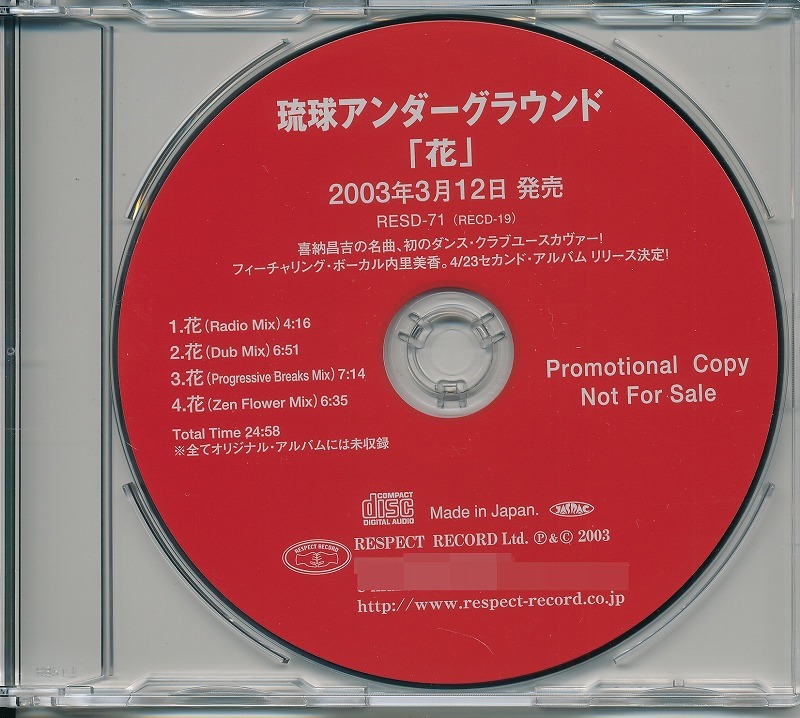 琉球アンダーグラウンド
「花」
2003年3月12日 発売
RESD-71 (RECD-19)
喜納昌吉の名曲、初のダンス・クラブユースカヴァー!
フィーチャリング・ボーカル内里美香。4/23セカンド・アルバム リリース決定!
1.花(Radio Mix)4:16
2.花(Dub Mix)6:51
3.花(Progressive Breaks Mix)7:14
4.花(Zen Flower Mix)6:35
Total Time 24:58
※全てオリジナル・アルバムには未収録
Promotional Copy
Not For Sale
COMPACT
disc
DIGITAL AUDIO
Made in Japan.
JASRAC
RESPECT RECORD
RESPECT RECORD Ltd. Ⓟ&© 2003
http://www.respect-record.co.jp